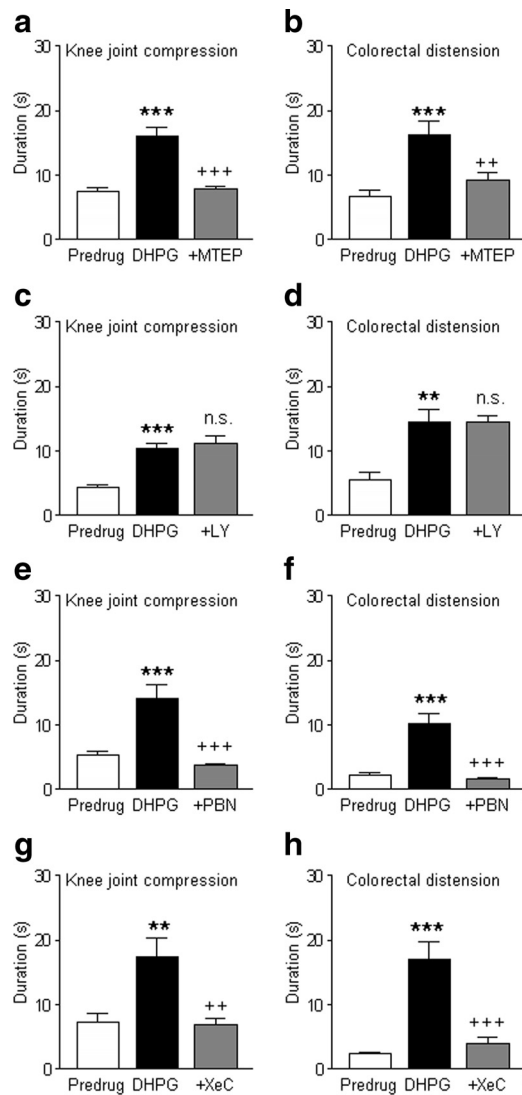 a
Knee joint compression
30
20
10
0
Duration (s)
***
+++
Predrug DHPG +MTEP
b
Colorectal distension
30
20
10
0
Duration (s)
***
++
Predrug DHPG +MTEP
c
Knee joint compression
30
20
10
0
Duration (s)
***
n.s.
Predrug DHPG +LY
d
Colorectal distension
30
20
10
0
Duration (s)
**
n.s.
Predrug DHPG +LY
e
Knee joint compression
30
20
10
0
Duration (s)
***
+++
Predrug DHPG +PBN
f
Colorectal distension
30
20
10
0
Duration (s)
***
+++
Predrug DHPG +PBN
g
Knee joint compression
30
20
10
0
Duration (s)
**
++
Predrug DHPG +XeC
h
Colorectal distension
30
20
10
0
Duration (s)
***
+++
Predrug DHPG +XeC